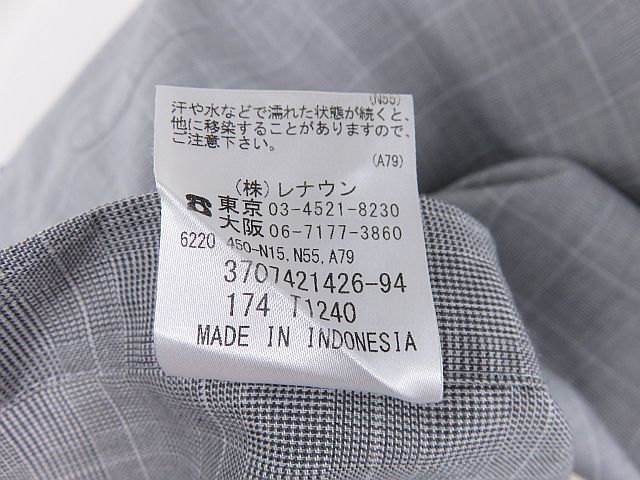 (N55)
汗や水などで濡れた状態が続くと、
他に移染することがありますので、
ご注意下さい。
(A79)
(株)レナウン
☎東京 03-4521-8230
大阪 06-7177-3860
6220 450-N15,N55,A79
3707421426-94
174 T1240
MADE IN INDONESIA